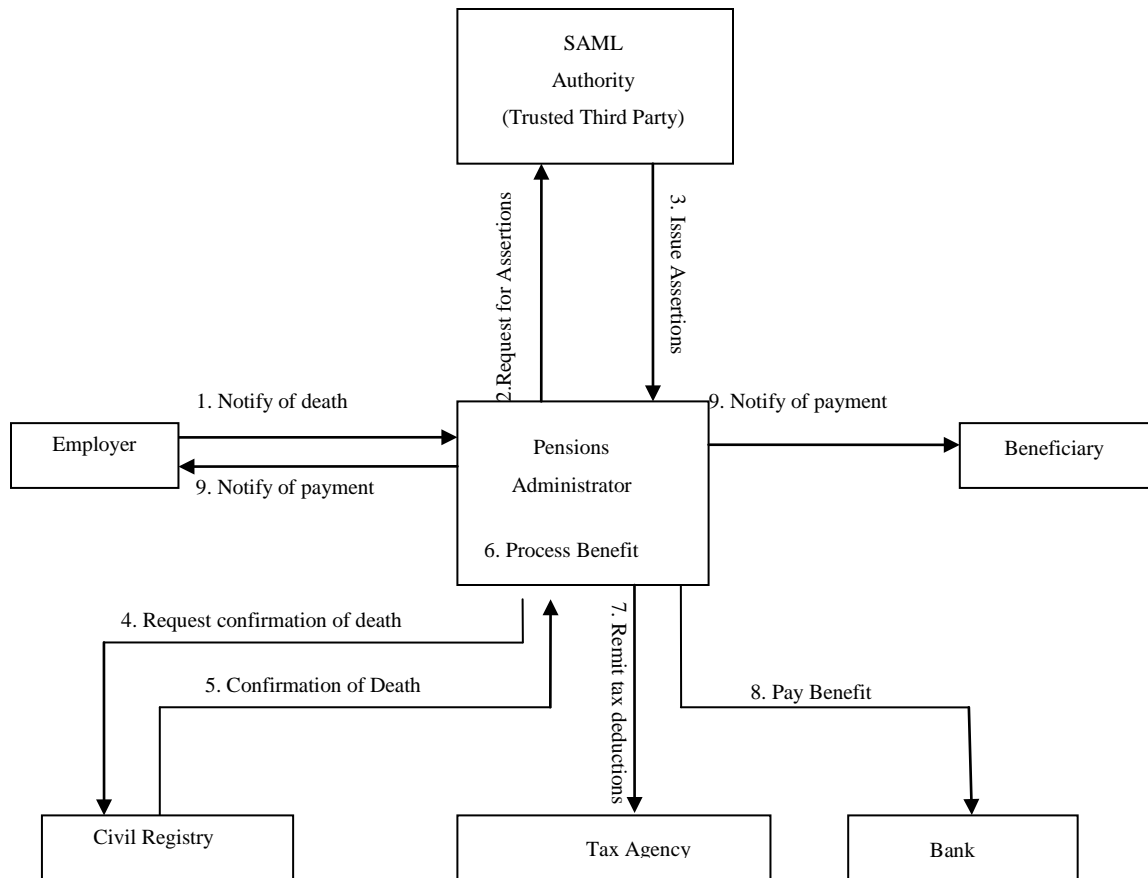 SAML
Authority
(Trusted Third Party)
2.Request for Assertions
3. Issue Assertions
1. Notify of death
9. Notify of payment
Employer
Pensions
Administrator
Beneficiary
9. Notify of payment
6. Process Benefit
4. Request confirmation of death
5. Confirmation of Death
7. Remit tax deductions
8. Pay Benefit
Civil Registry
Tax Agency
Bank